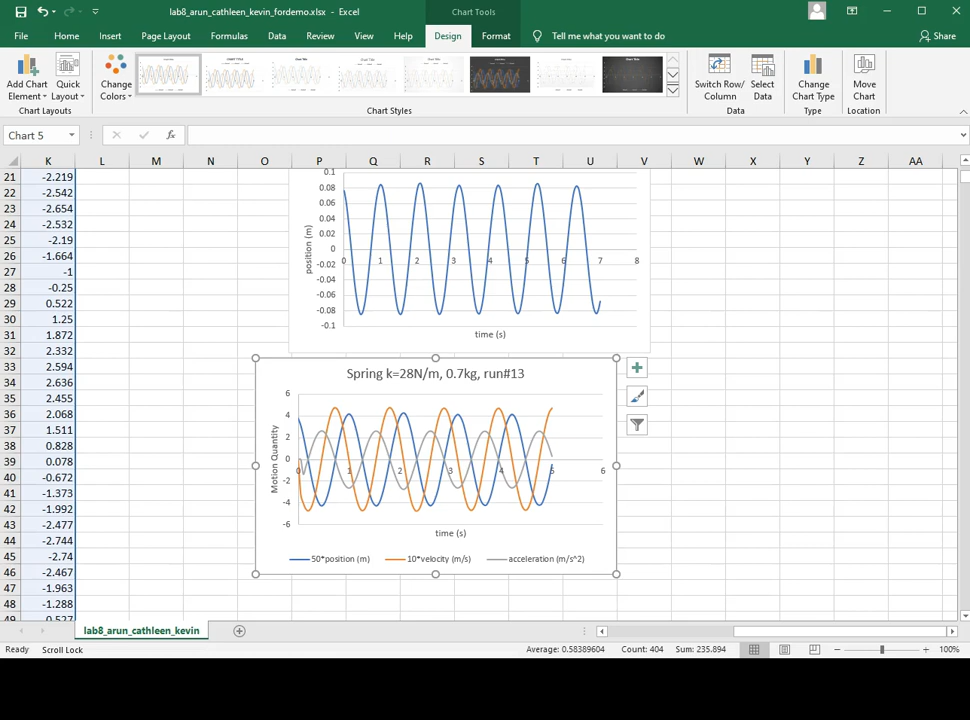 lab8_arun_cathleen_kevin_fordemo.xlsx - Excel
Chart Tools
File Home Insert Page Layout Formulas Data Review View Help Design Format Tell me what you want to do Share
Add Chart Element
Quick Layout
Change Colors
Switch Row/ Column
Select Data
Change Chart Type
Move Chart
Chart Layouts Chart Styles Data Type Location
Chart 5 fx
K L M N O P Q R S T U V W X Y Z AA
21 -2.219
22 -2.542
23 -2.654
24 -2.532
25 -2.19
26 -1.664
27 -1
28 -0.25
29 0.522
30 1.25
31 1.872
32 2.332
33 2.594
34 2.636
35 2.455
36 2.068
37 1.511
38 0.828
39 0.078
40 -0.672
41 -1.373
42 -1.992
43 -2.477
44 -2.744
45 -2.74
46 -2.467
47 -1.963
48 -1.288
49 0.527
0.1
0.08
0.06
0.04
0.02
0
-0.02
-0.04
-0.06
-0.08
-0.1
position (m)
0 1 2 3 4 5 6 7 8
time (s)
Spring k=28N/m, 0.7kg, run#13
6
4
2
0
-2
-4
-6
Motion Quantity
0 1 2 3 4 5 6
time (s)
50*position (m) 10*velocity (m/s) acceleration (m/s^2)
lab8_arun_cathleen_kevin
Ready Scroll Lock Average: 0.58389604 Count: 404 Sum: 235.894 100%